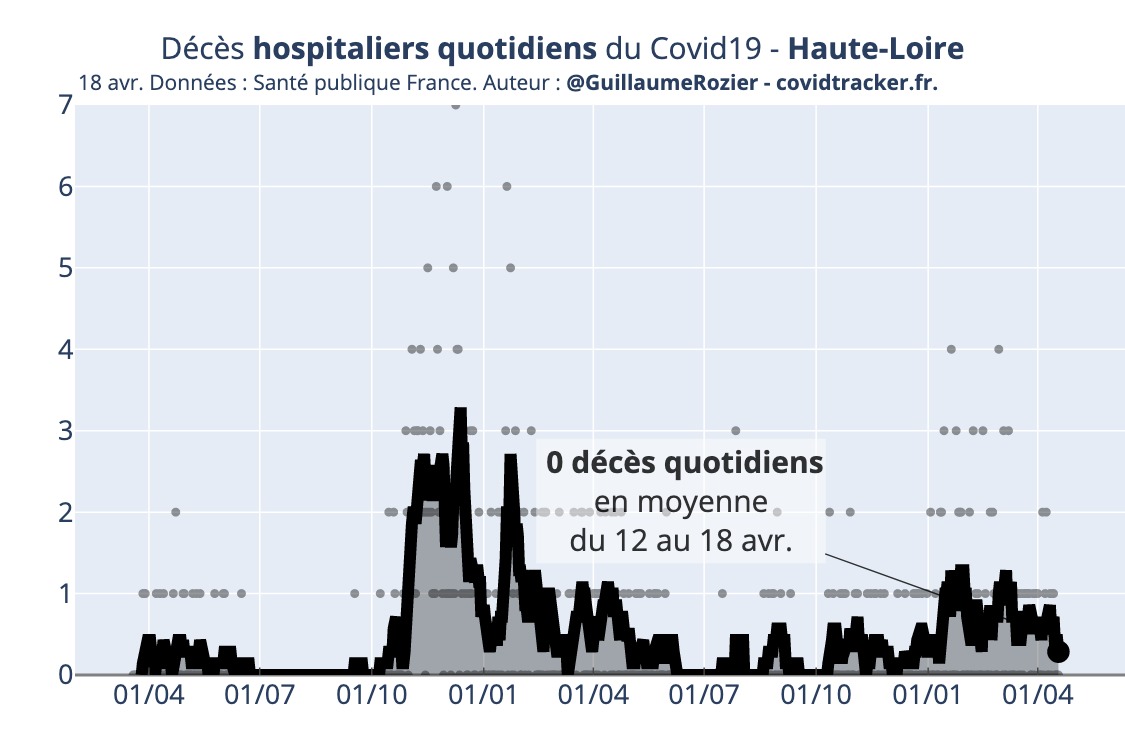 Décès hospitaliers quotidiens du Covid19 - Haute-Loire
18 avr. Données : Santé publique France. Auteur : @GuillaumeRozier - covidtracker.fr.
7
6
5
4
3
2
1
0
0 décès quotidiens
en moyenne
du 12 au 18 avr.
01/04 01/07 01/10 01/01 01/04 01/07 01/10 01/01 01/04